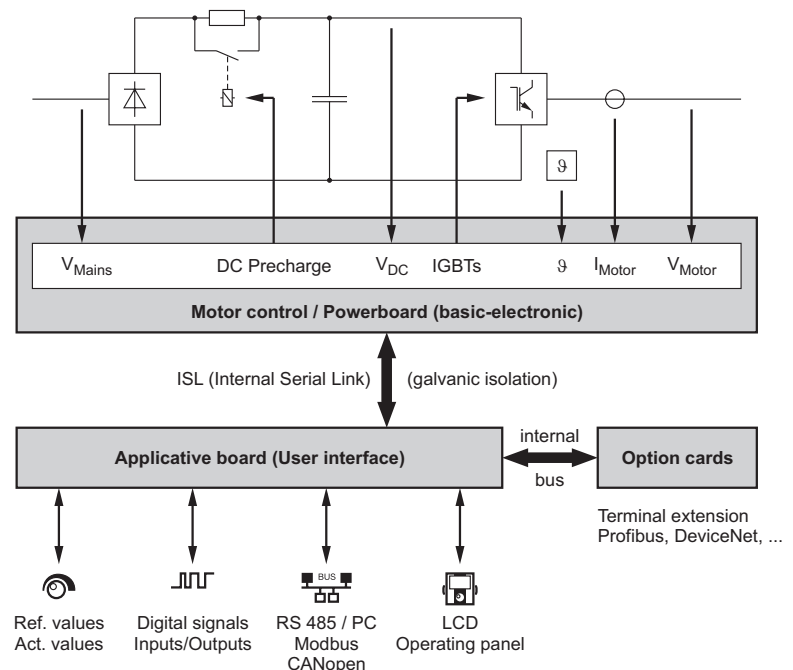 ϑ
V_Mains DC Precharge V_DC IGBTs ϑ I_Motor V_Motor
Motor control / Powerboard (basic-electronic)
ISL (Internal Serial Link) (galvanic isolation)
Applicative board (User interface)
internal
bus
Option cards
Terminal extension
Profibus, DeviceNet, ...
BUS
Ref. values
Act. values
Digital signals
Inputs/Outputs
RS 485 / PC
Modbus
CANopen
LCD
Operating panel